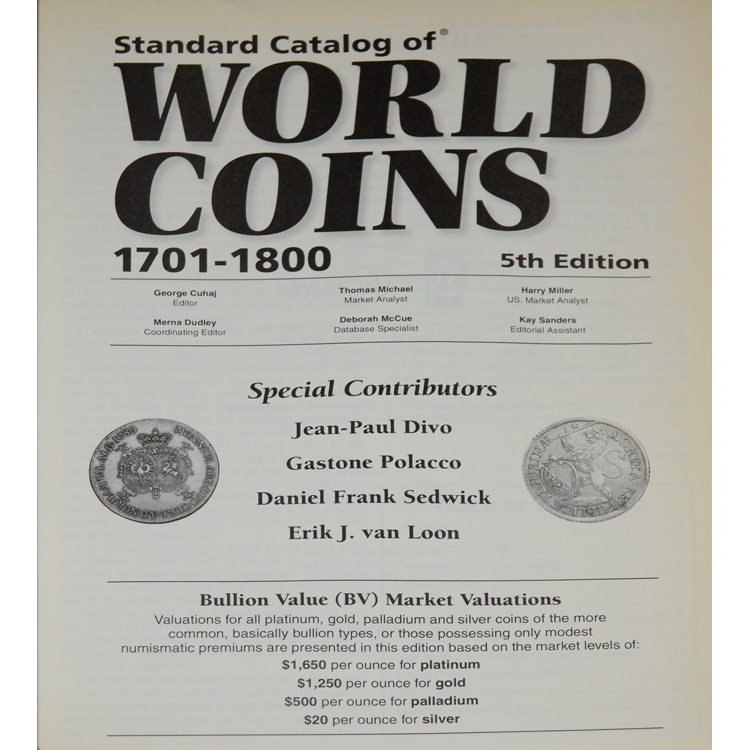 Standard Catalog of®
WORLD
COINS
1701-1800 5th Edition
George Cuhaj
Editor
Thomas Michael
Market Analyst
Harry Miller
US. Market Analyst
Merna Dudley
Coordinating Editor
Deborah McCue
Database Specialist
Kay Sanders
Editorial Assistant
Special Contributors
Jean-Paul Divo
Gastone Polacco
Daniel Frank Sedwick
Erik J. van Loon
Bullion Value (BV) Market Valuations
Valuations for all platinum, gold, palladium and silver coins of the more
common, basically bullion types, or those possessing only modest
numismatic premiums are presented in this edition based on the market levels of:
$1,650 per ounce for platinum
$1,250 per ounce for gold
$500 per ounce for palladium
$20 per ounce for silver